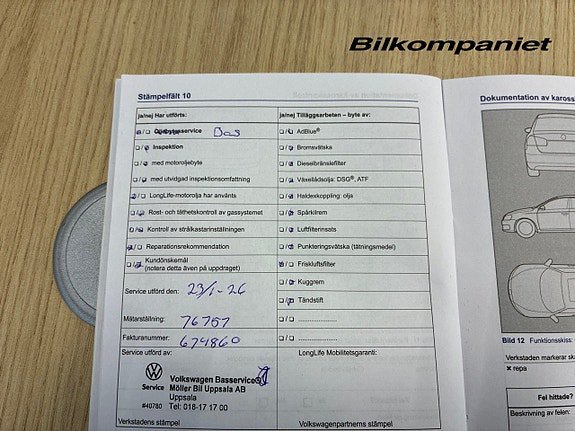 Bilkompaniet
Stämpelfält 10
Dokumentation av kaross
ja/nej Har utförts:
ja/nej Tilläggsarbeten – byte av:
Oljebytesservice Bas
AdBlue®
Inspektion
Bromsvätska
med motoroljebyte
Dieselbränslefilter
med utvidgad inspektionsomfattning
Växellådsolja: DSG®, ATF
LongLife-motorolja har använts
Haldexkoppling: olja
Rost- och täthetskontroll av gassystemet
Spårkilrem
Kontroll av strålkastarinställningen
Luftfilterinsats
Reparationsrekommendation
Punkteringsvätska (tätningsmedel)
Kundönskemål
(notera detta även på uppdraget)
Friskluftsfilter
Kuggrem
Service utförd den: 23/1-26
Tändstift
Mätarställning: 76757
Fakturanummer: 674860
Bild 12 Funktionsskiss:
Service utförd av:
LongLife Mobilitetsgaranti:
Verkstaden markerar sk
× repa
Volkswagen Basservice
Service Möller Bil Uppsala AB
Uppsala
#40780 Tel: 018-17 17 00
Fel hittade?
Beskrivning av felen:
Verkstadens stämpel
Volkswagenpartnerns stämpel